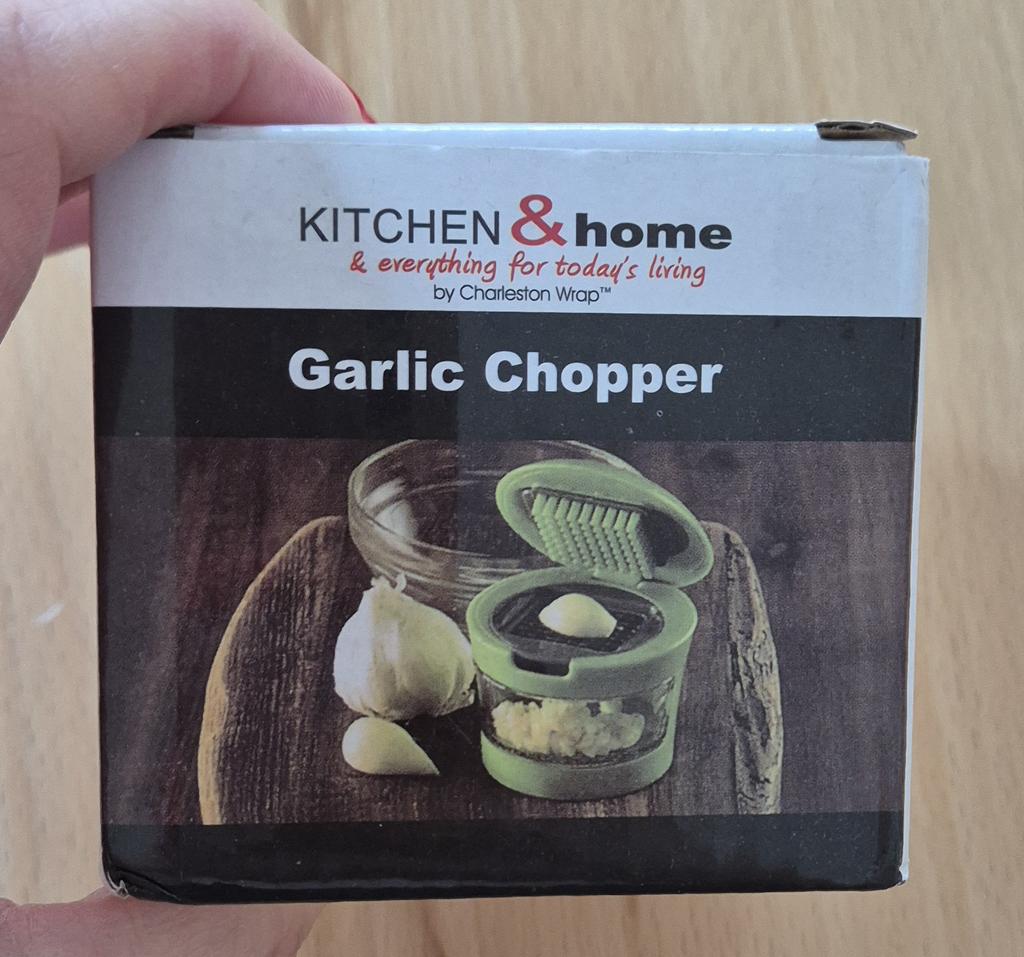 KITCHEN & home
& everything for today's living
by Charleston Wrap™
Garlic Chopper